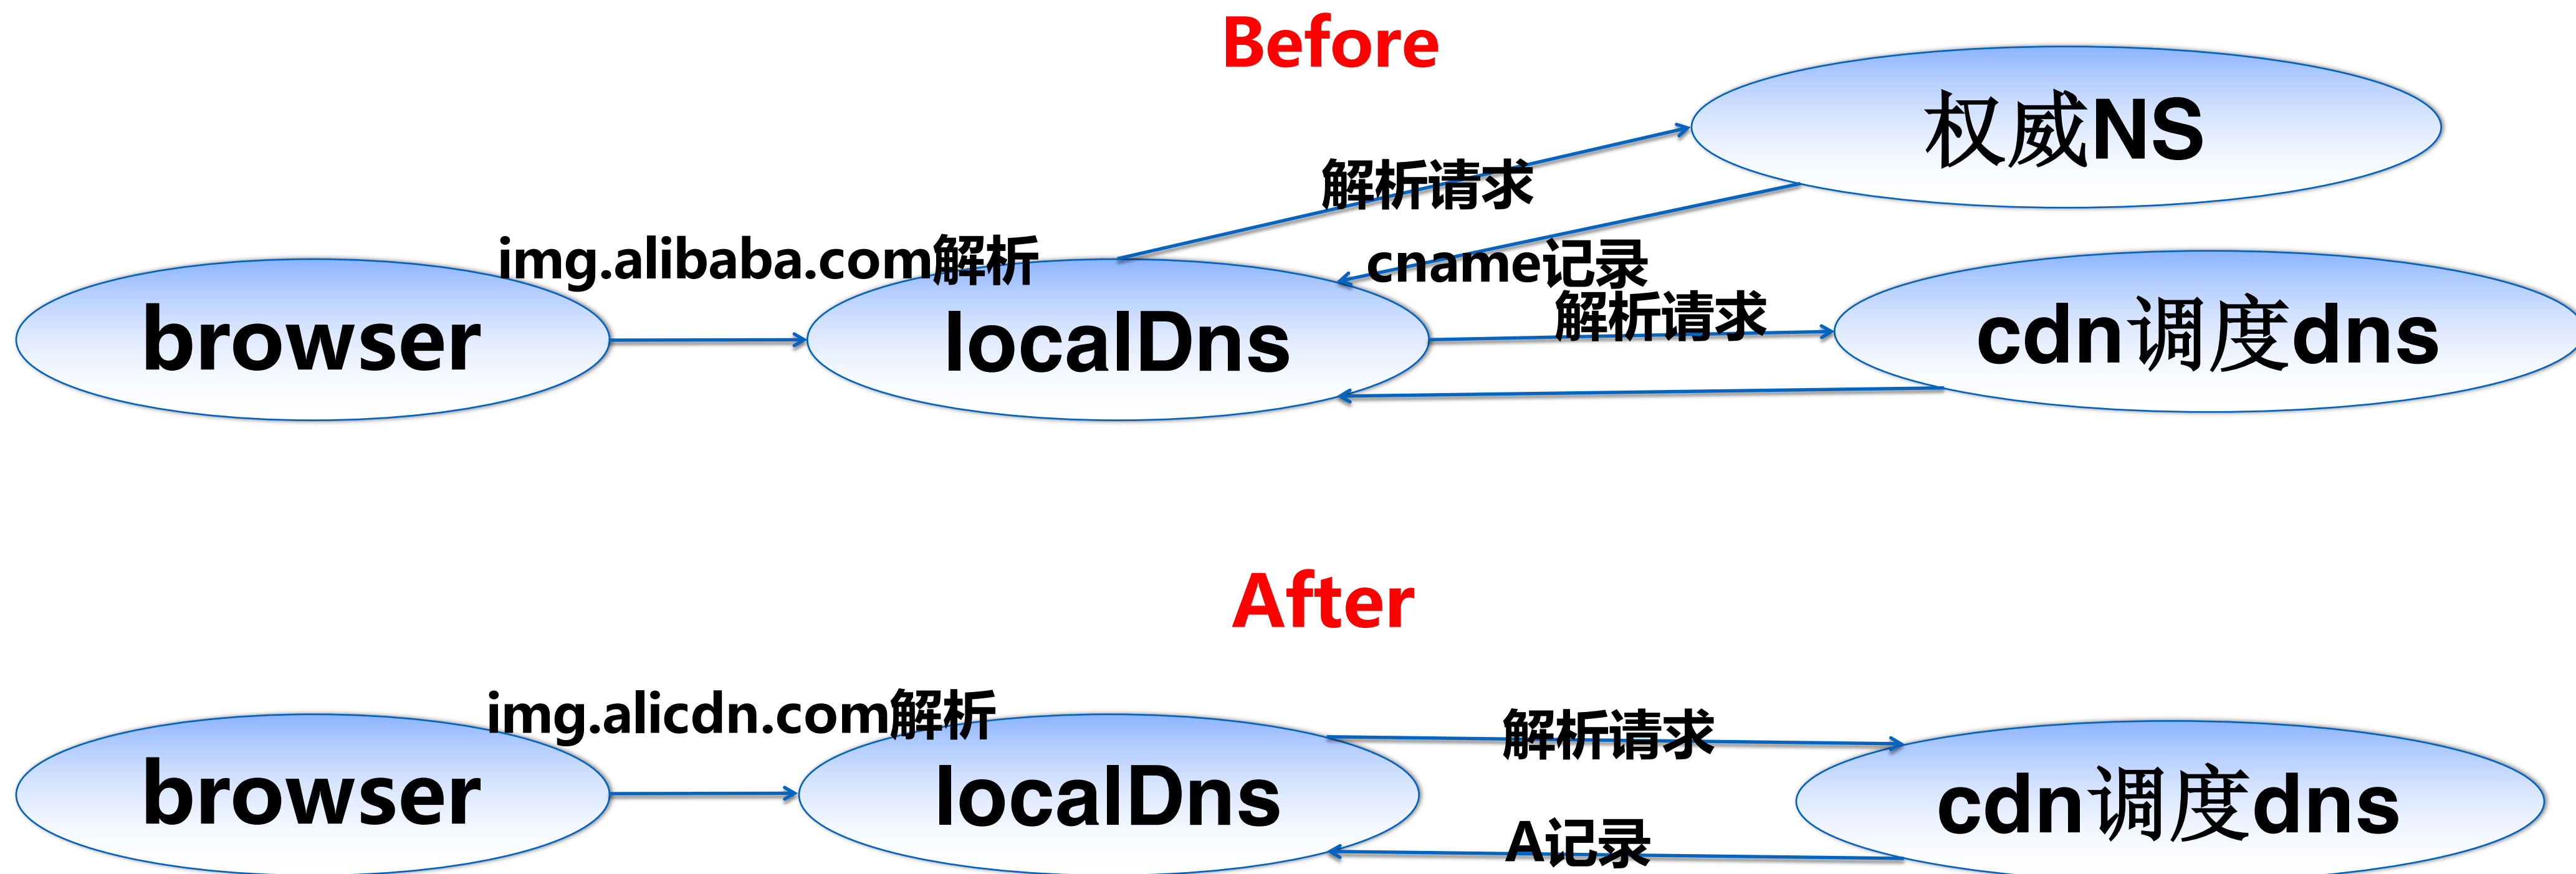 Before
权威NS
解析请求
img.alibaba.com解析
cname记录
解析请求
browser
localDns
cdn调度dns
After
img.alicdn.com解析
解析请求
browser
localDns
cdn调度dns
A记录